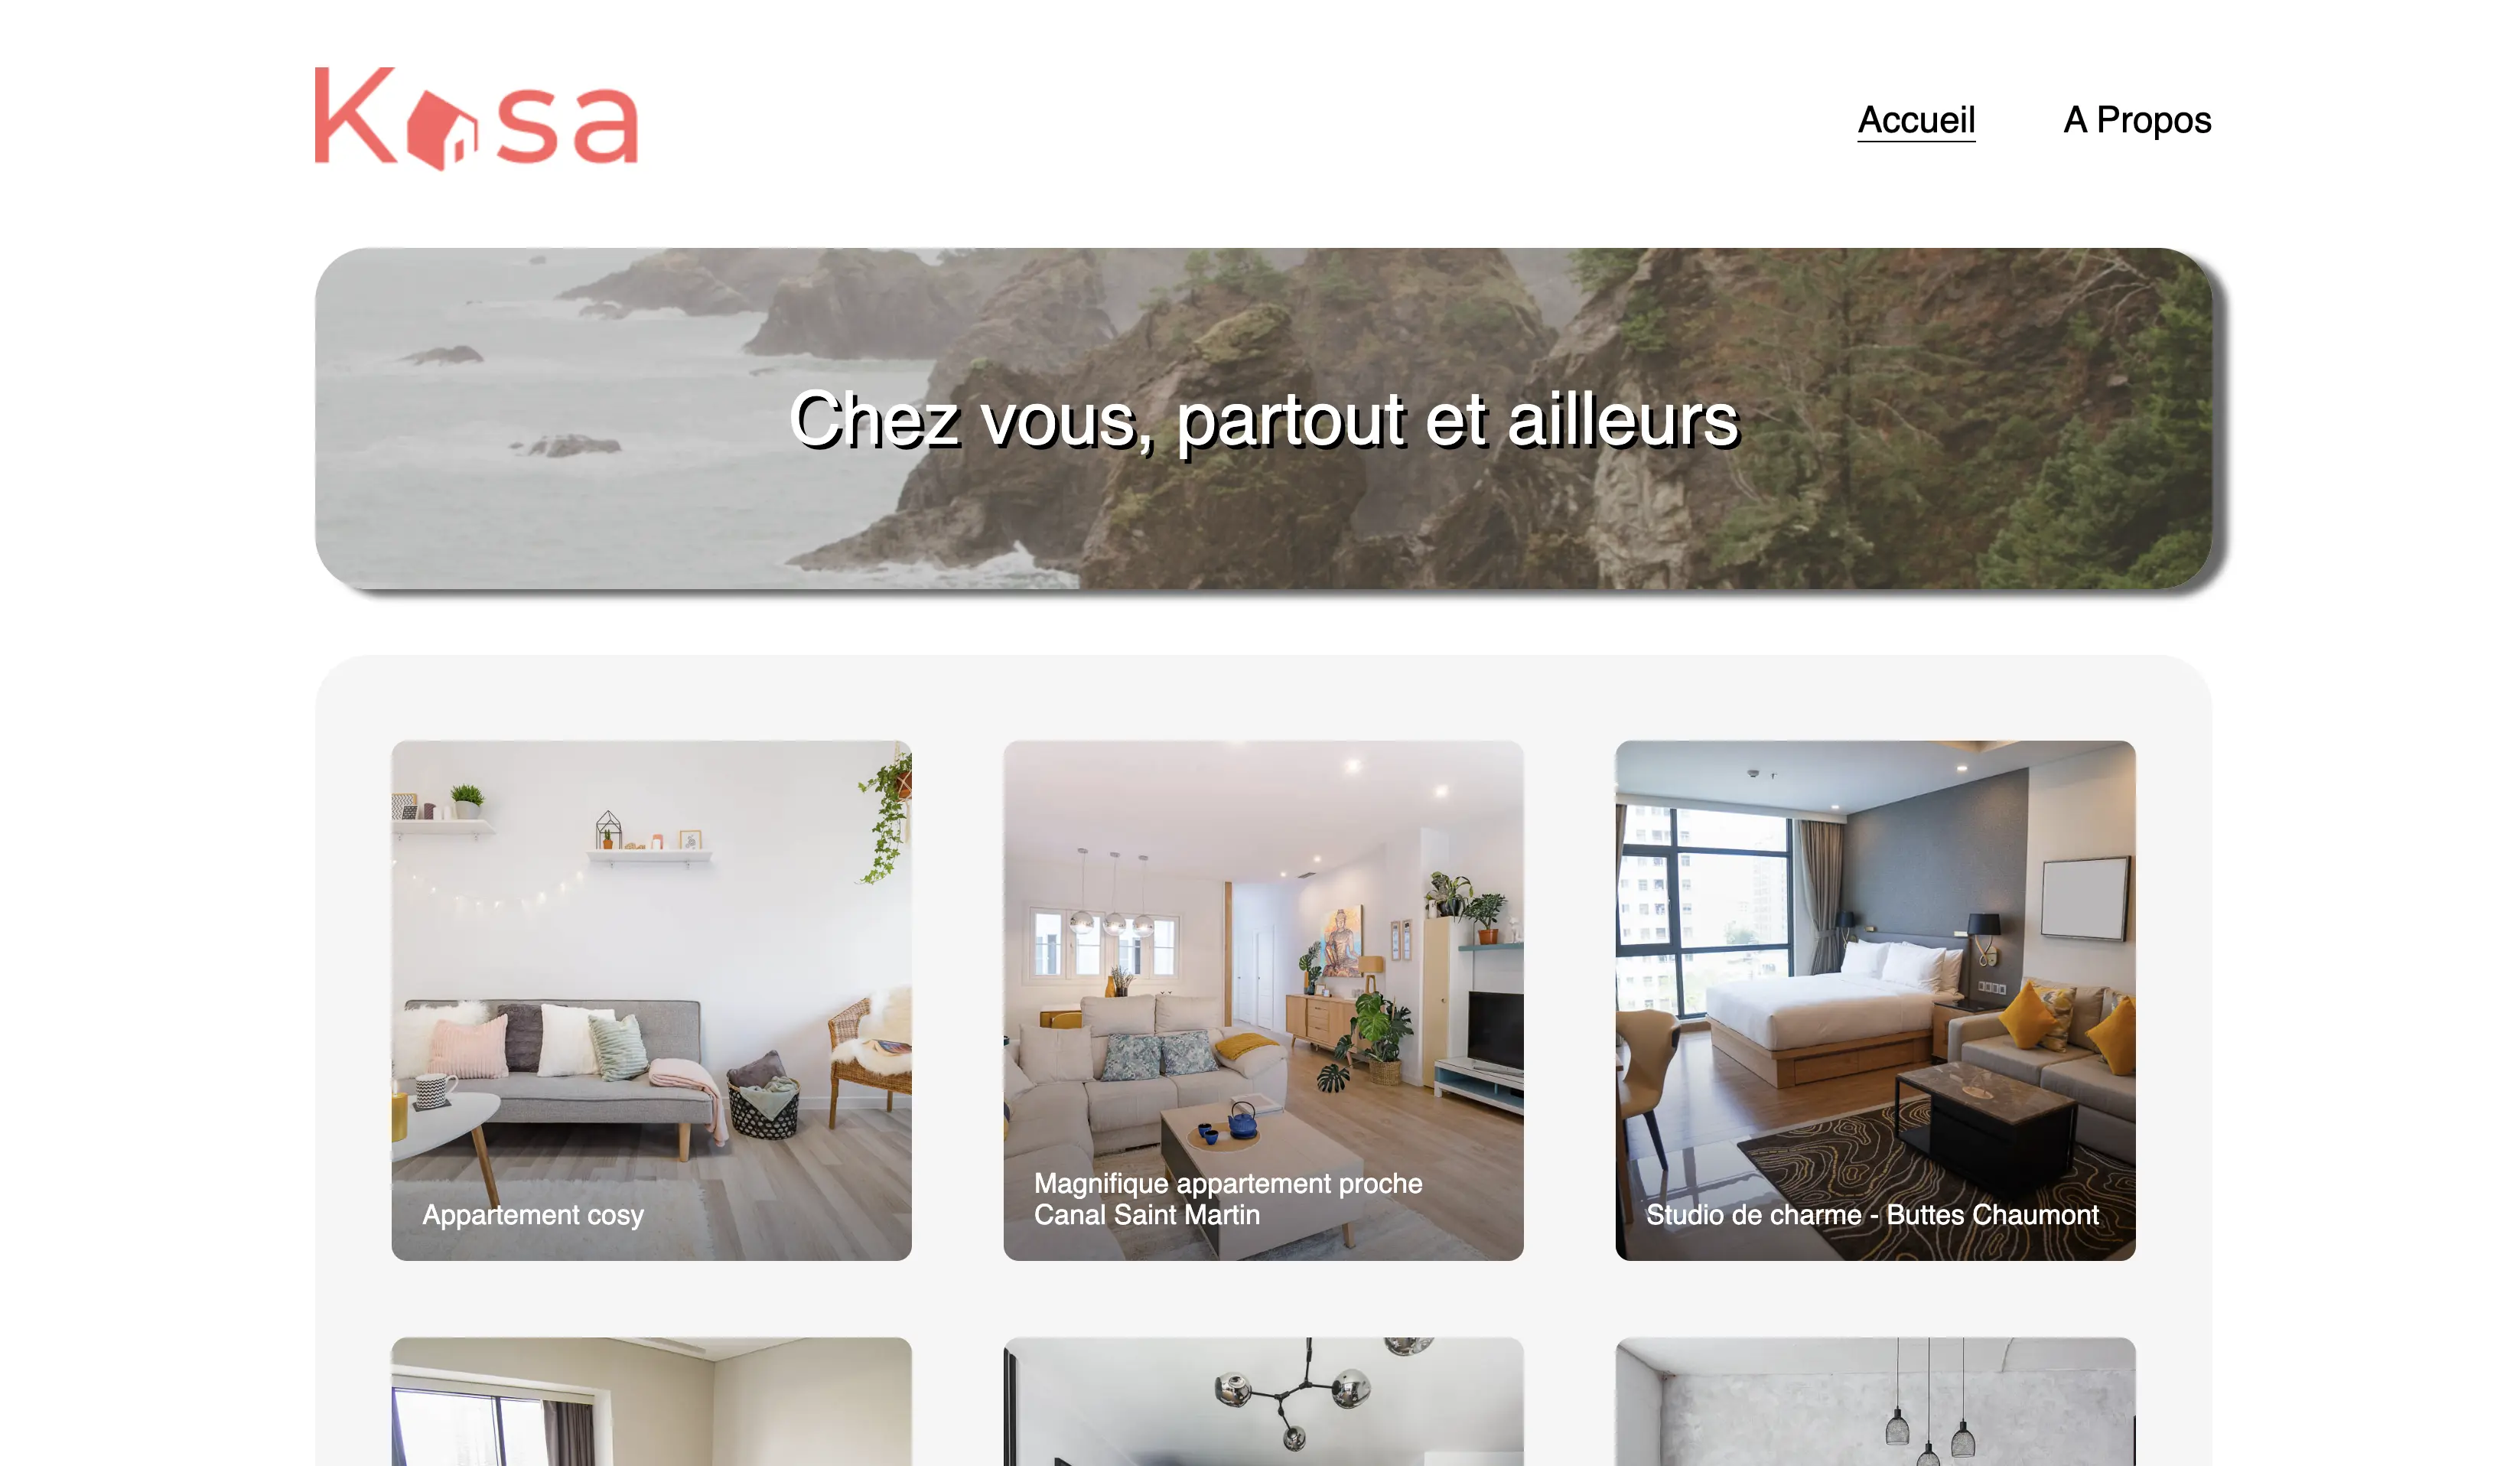 Kasa
Accueil
A Propos
Chez vous, partout et ailleurs
Appartement cosy
Magnifique appartement proche
Canal Saint Martin
Studio de charme - Buttes Chaumont